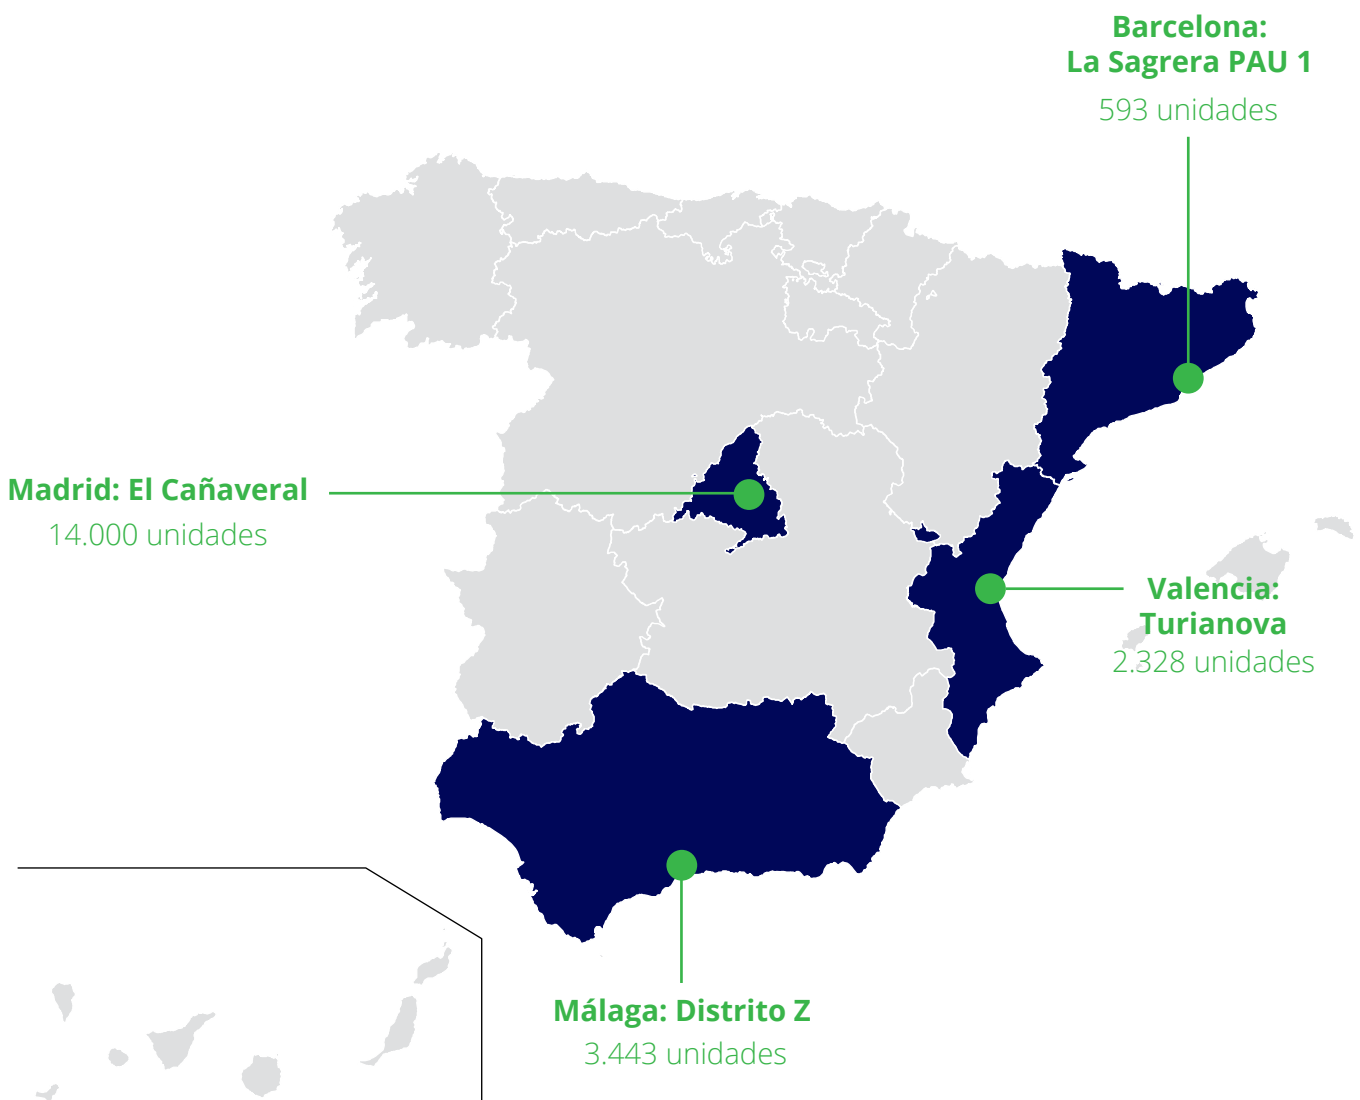 Barcelona:
La Sagrera PAU 1
593 unidades
Madrid: El Cañaveral
14.000 unidades
Valencia:
Turianova
2.328 unidades
Málaga: Distrito Z
3.443 unidades